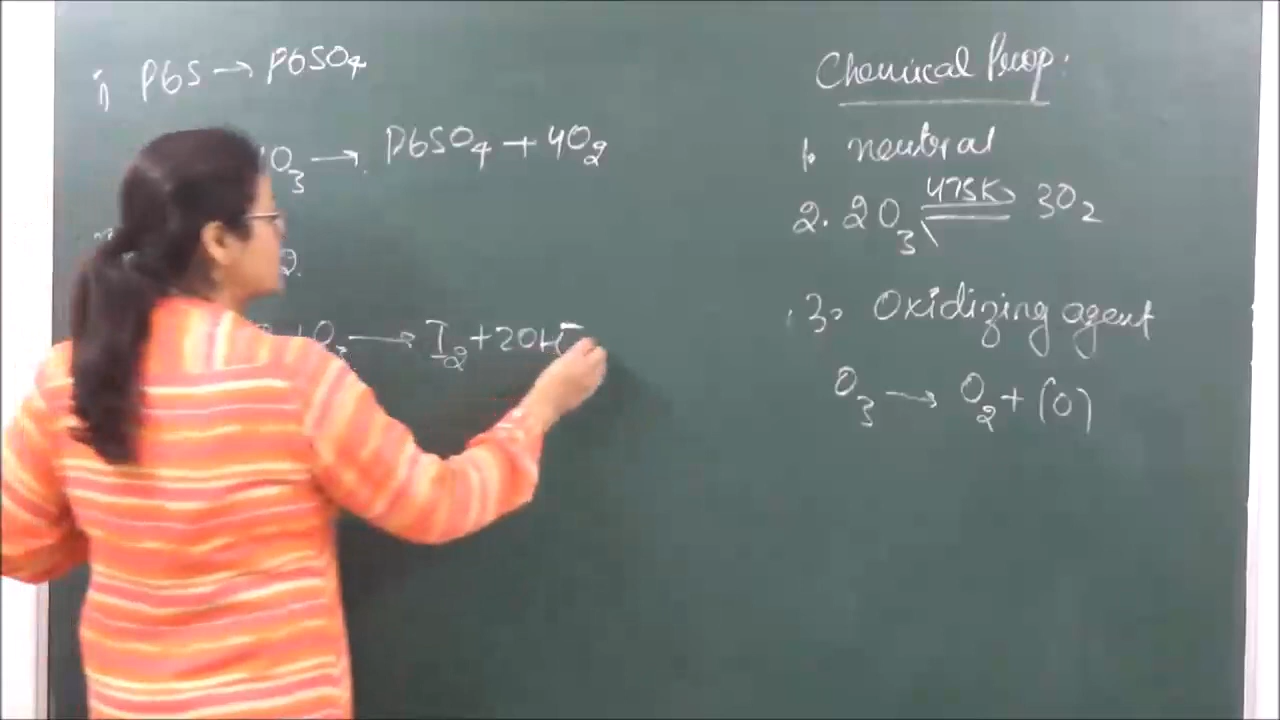 i) PbS → PbSO4
O3 → PbSO4 + 4O2
+ O3 → I2 + 2OH⁻
Chemical Prop:
1. neutral
2. 2O3 475K 3O2
3. Oxidizing agent
O3 → O2 + (O)